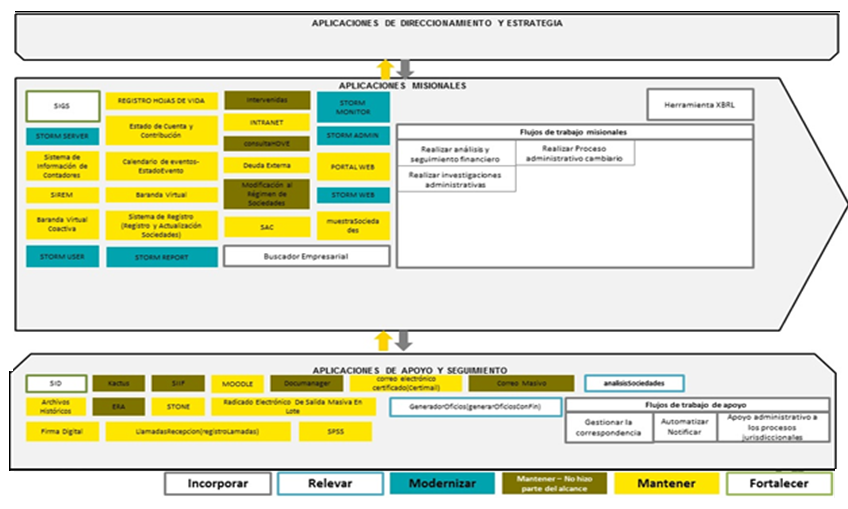 APLICACIONES DE DIRECCIONAMIENTO Y ESTRATEGIA
APLICACIONES MISIONALES
SIGS
REGISTRO HOJAS DE VIDA
Intervenidas
STORM
MONITOR
Herramienta XBRL
STORM SERVER
Estado de Cuenta y
Contribución
INTRANET
consultaHDVE
STORM ADMIN
Flujos de trabajo misionales
Realizar análisis y
seguimiento financiero
Realizar Proceso
administrativo cambiario
Realizar investigaciones
administrativas
Sistema de
Información de
Contadores
Calendario de eventos-
EstadoEvento
Deuda Externa
PORTAL WEB
SIREM
Baranda Virtual
Modificación al
Régimen de
Sociedades
STORM WEB
Baranda Virtual
Coactiva
Sistema de Registro
(Registro y Actualización
Sociedades)
SAC
muestraSocieda
des
STORM USER
STORM REPORT
Buscador Empresarial
APLICACIONES DE APOYO Y SEGUIMIENTO
SID
Kactus
SIIF
MOODLE
Documanager
correo electrónico
certificado(Certimail)
Correo Masivo
analisisSociedades
Archivos
Históricos
ERA
STONE
Radicado Electrónico De Salida Masiva En
Lote
GeneradorOficios(generarOficiosConFin)
Flujos de trabajo de apoyo
Gestionar la
correspondencia
Automatizar
Notificar
Apoyo administrativo a
los procesos
jurisdiccionales
Firma Digital
LlamadasRecepcion(registroLamadas)
SPSS
Incorporar
Relevar
Modernizar
Mantener – No hizo
parte del alcance
Mantener
Fortalecer